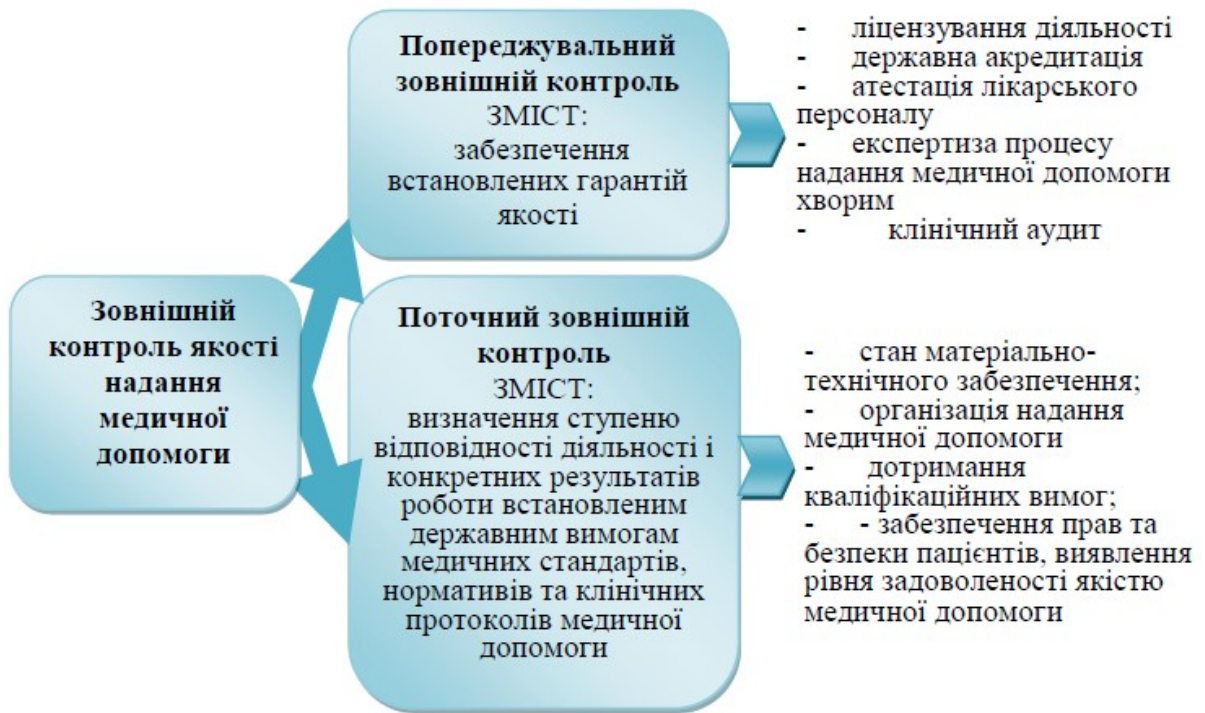 Попереджувальний
зовнішній контроль
ЗМІСТ:
забезпечення
встановлених гарантій
якості
- ліцензування діяльності
- державна акредитація
- атестація лікарського
персоналу
- експертиза процесу
надання медичної допомоги
хворим
- клінічний аудит
Зовнішній
контроль якості
надання
медичної
допомоги
Поточний зовнішній
контроль
ЗМІСТ:
визначення ступеню
відповідності діяльності і
конкретних результатів
роботи встановленим
державним вимогам
медичних стандартів,
нормативів та клінічних
протоколів медичної
допомоги
- стан матеріально-
технічного забезпечення;
- організація надання
медичної допомоги
- дотримання
кваліфікаційних вимог;
- - забезпечення прав та
безпеки пацієнтів, виявлення
рівня задоволеності якістю
медичної допомоги